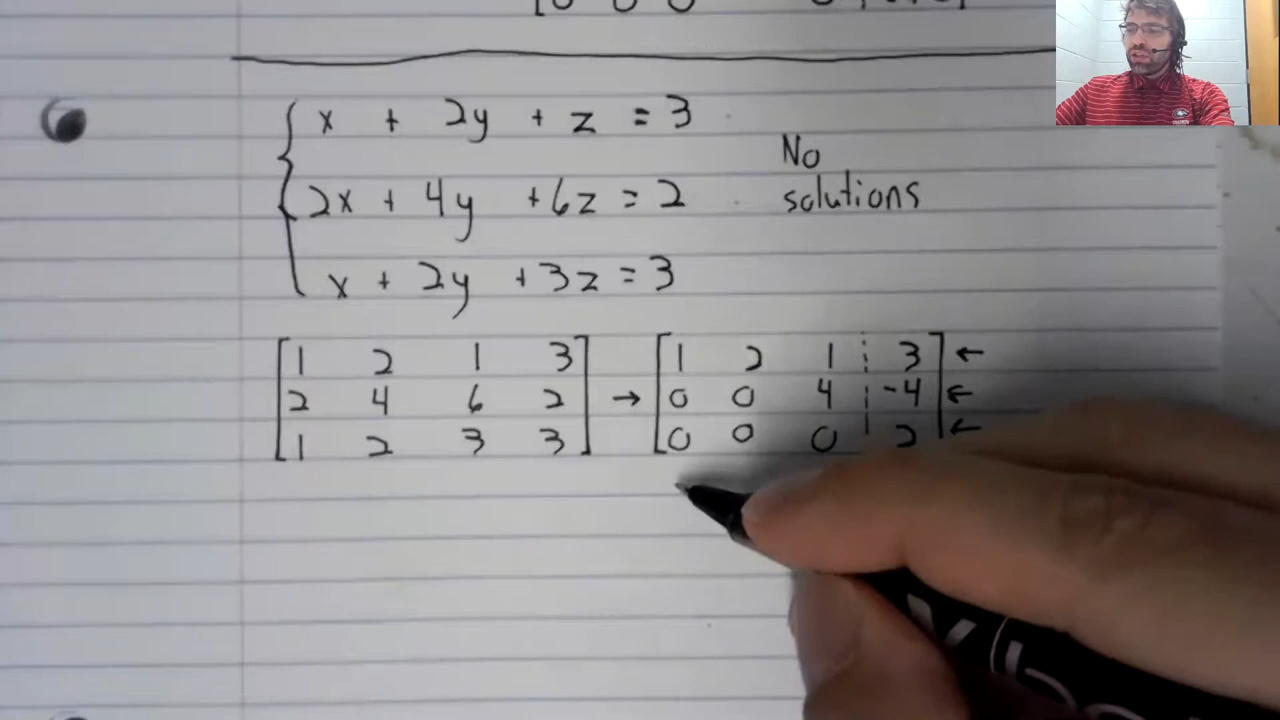 x + 2y + z = 3
2x + 4y + 6z = 2
x + 2y + 3z = 3
No
solutions
[1 2 1 3] [1 2 1 ¦ 3] ←
[2 4 6 2] → [0 0 4 ¦ -4] ←
[1 2 3 3] [0 0 0 ¦ 2] ←